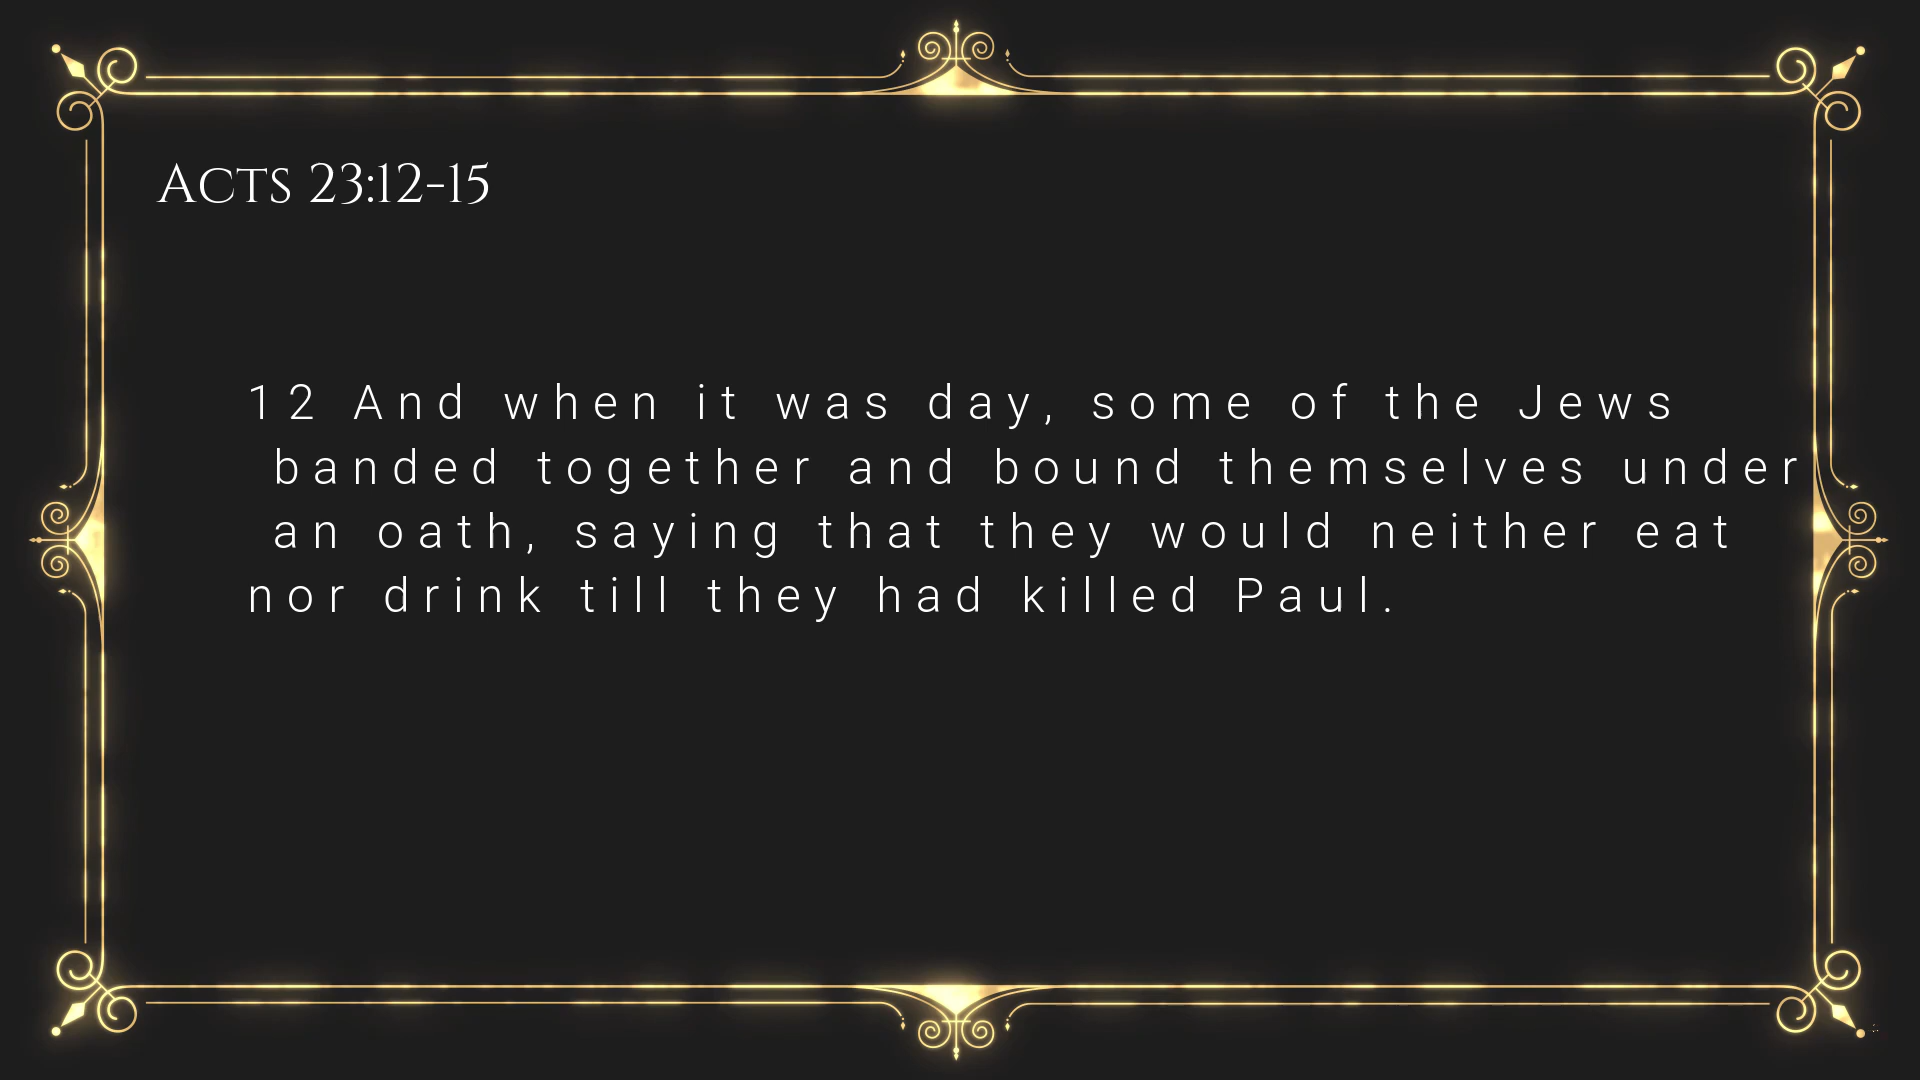 Acts 23:12-15
12 And when it was day, some of the Jews
banded together and bound themselves under
an oath, saying that they would neither eat
nor drink till they had killed Paul.